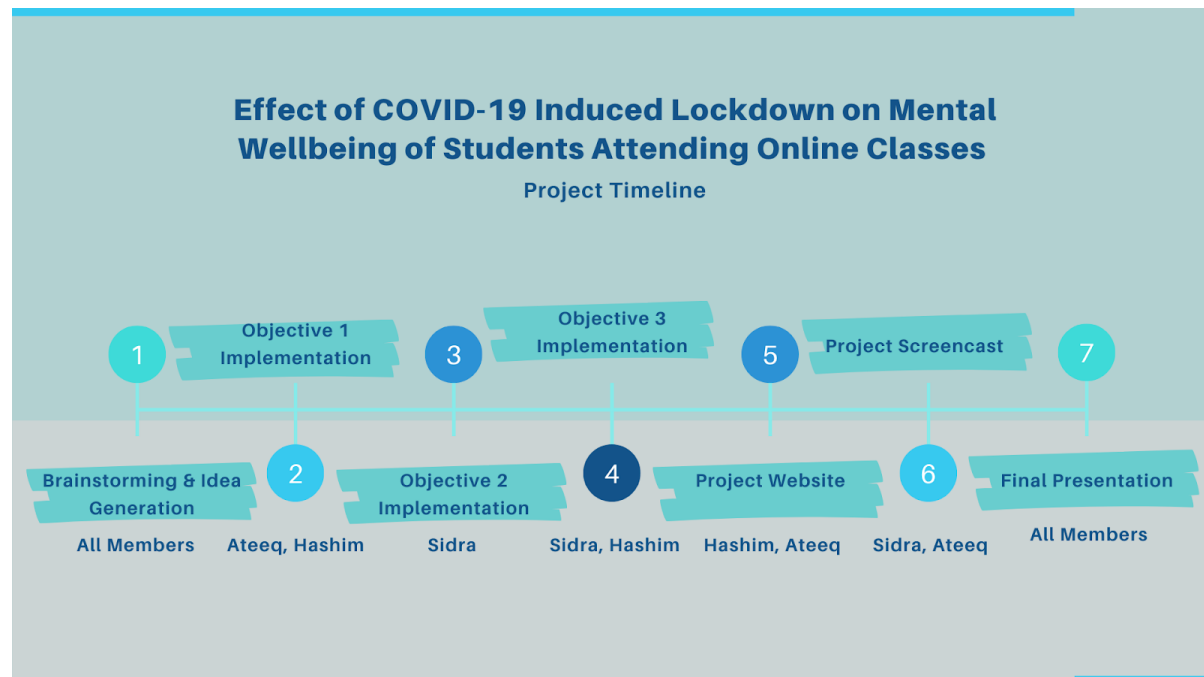 Effect of COVID-19 Induced Lockdown on Mental
Wellbeing of Students Attending Online Classes
Project Timeline
1
Brainstorming & Idea
Generation
All Members
Objective 1
Implementation
2
Ateeq, Hashim
3
Objective 2
Implementation
Sidra
Objective 3
Implementation
4
Sidra, Hashim
5
Project Website
Hashim, Ateeq
Project Screencast
6
Sidra, Ateeq
7
Final Presentation
All Members